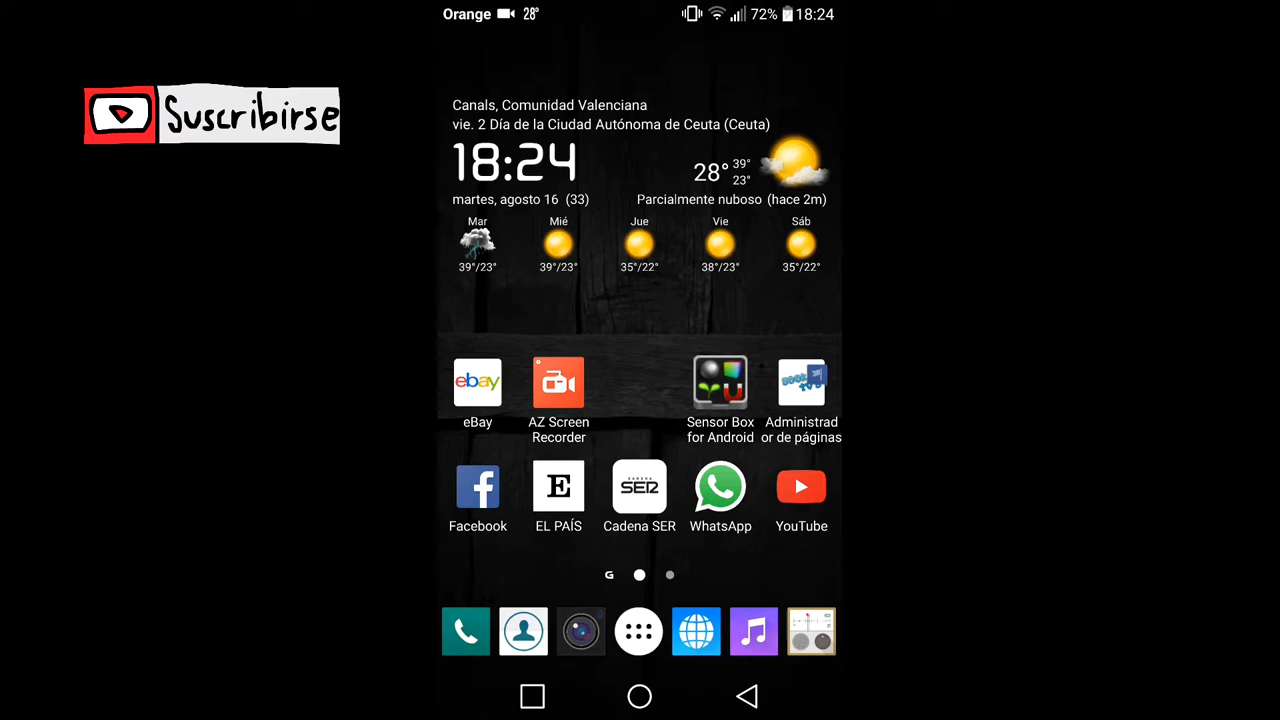 Orange 28° 72% 18:24
Suscribirse
Canals, Comunidad Valenciana
vie. 2 Día de la Ciudad Autónoma de Ceuta (Ceuta)
18:24 28° 39° 23°
martes, agosto 16 (33) Parcialmente nuboso (hace 2m)
Mar Mié Jue Vie Sáb
39°/23° 39°/23° 35°/22° 38°/23° 35°/22°
ebay
eBay
AZ Screen
Recorder
Sensor Box
for Android
Administrad
or de páginas
E
CADENA
SER
Facebook EL PAÍS Cadena SER WhatsApp YouTube
G